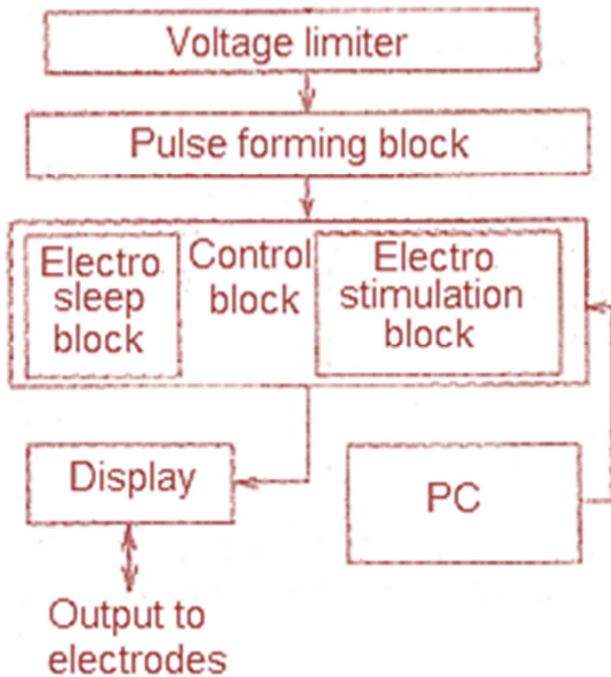 Voltage limiter
Pulse forming block
Electro
sleep
block
Control
block
Electro
stimulation
block
Display
PC
Output to
electrodes